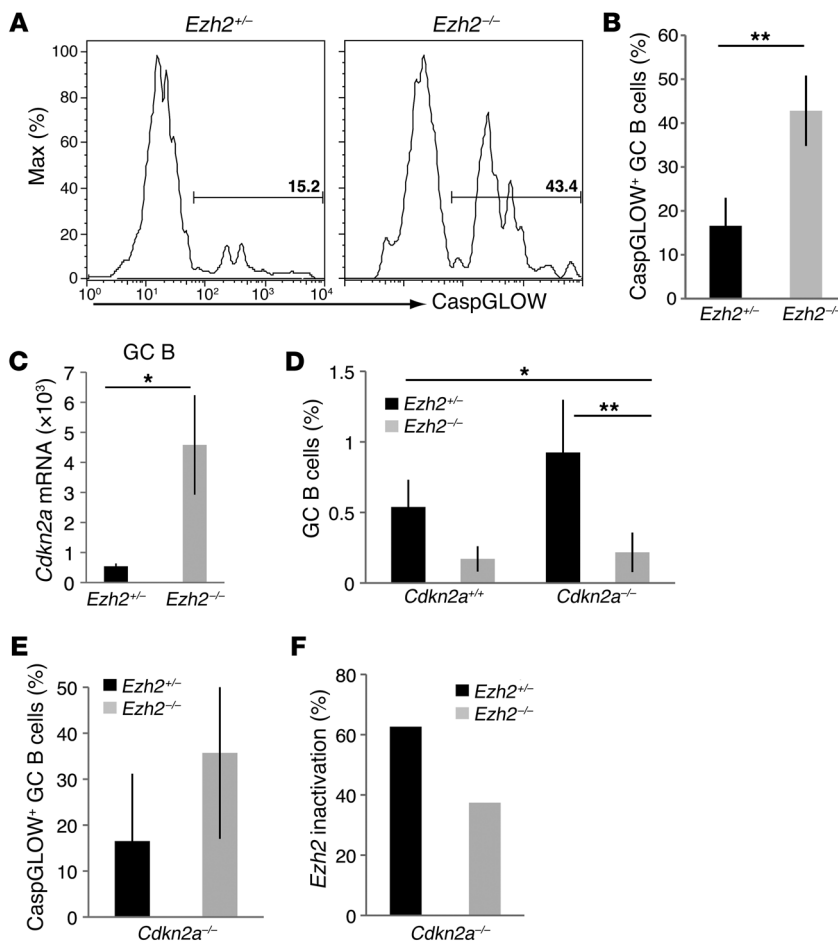 A
Ezh2+/–
Ezh2–/–
Max (%)
100
80
60
40
20
0
15.2
43.4
10⁰
10¹
10²
10³
10⁴
CaspGLOW
B
CaspGLOW⁺ GC B cells (%)
60
50
40
30
20
10
0
**
Ezh2+/–
Ezh2–/–
C
GC B
Cdkn2a mRNA (×10³)
7
6
5
4
3
2
1
0
*
Ezh2+/–
Ezh2–/–
D
GC B cells (%)
1.5
1
0.5
0
Ezh2+/–
Ezh2–/–
*
**
Cdkn2a+/+
Cdkn2a–/–
E
CaspGLOW⁺ GC B cells (%)
50
40
30
20
10
0
Ezh2+/–
Ezh2–/–
Cdkn2a–/–
F
Ezh2 inactivation (%)
80
60
40
20
0
Ezh2+/–
Ezh2–/–
Cdkn2a–/–